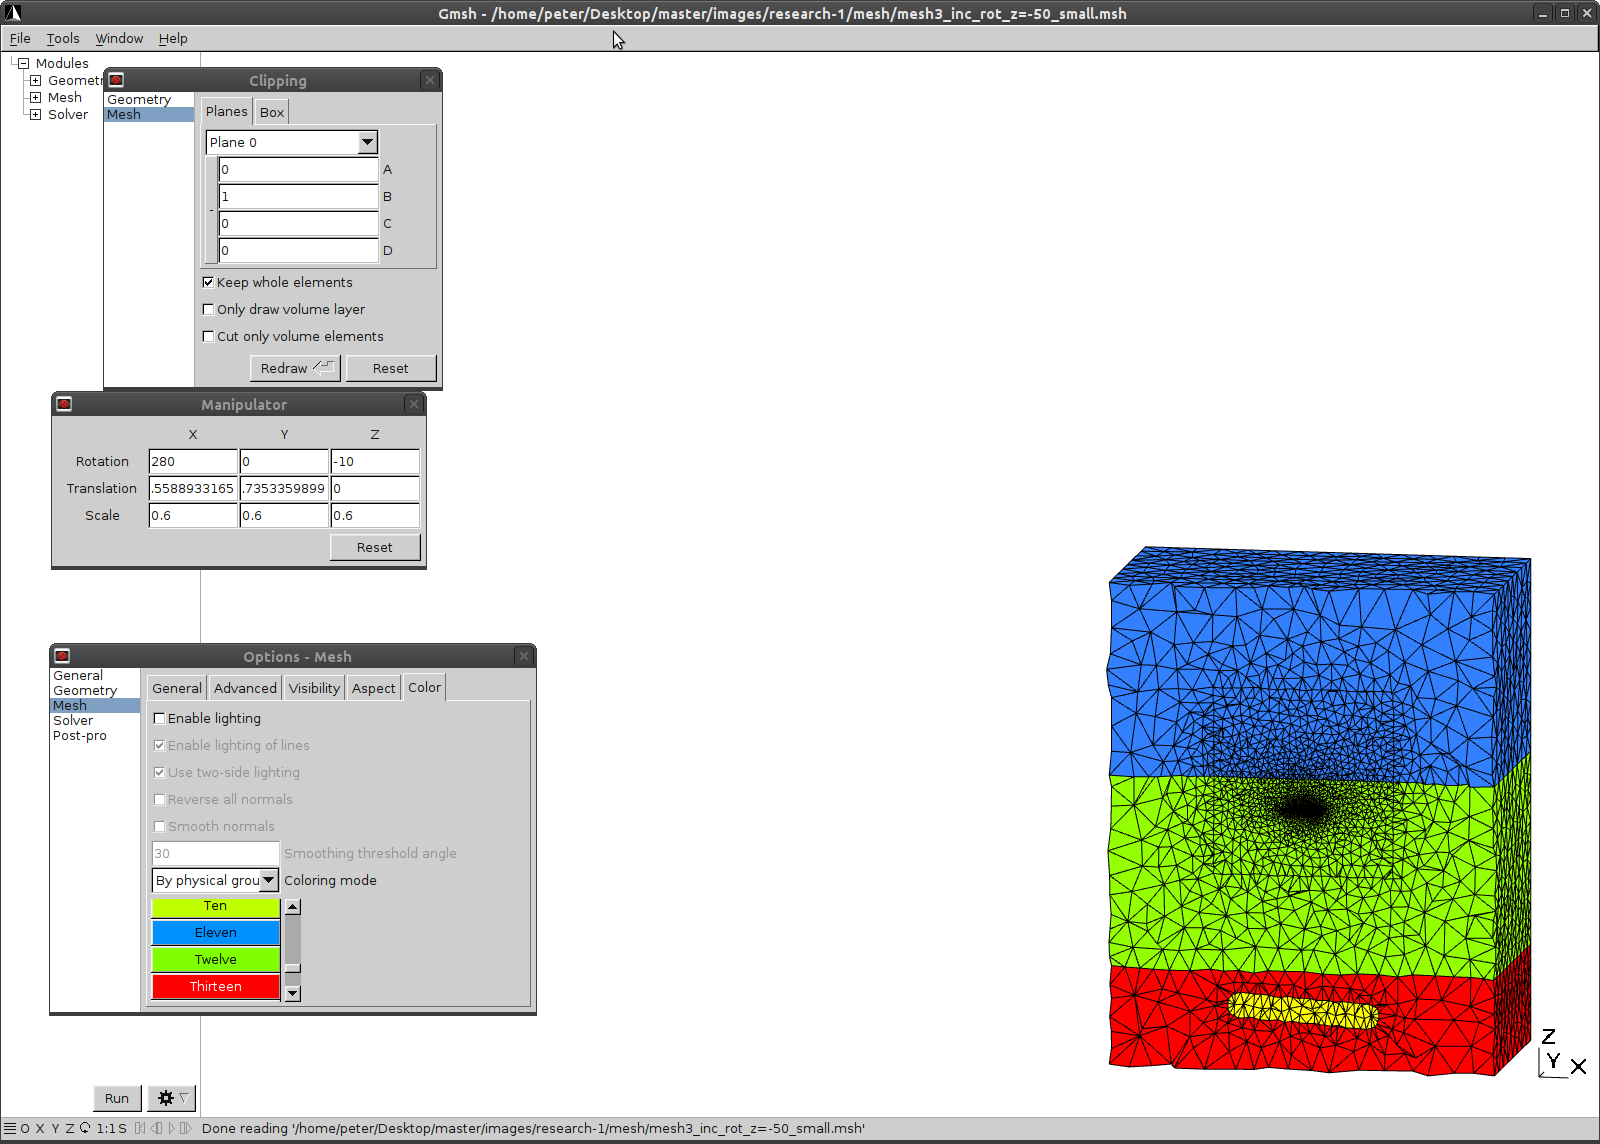 Gmsh - /home/peter/Desktop/master/images/research-1/mesh/mesh3_inc_rot_z=-50_small.msh
File Tools Window Help
Modules
Geometr
Mesh
Solver
Clipping
Geometry
Mesh
Planes Box
Plane 0
0 A
1 B
0 C
0 D
-
Keep whole elements
Only draw volume layer
Cut only volume elements
Redraw Reset
Manipulator
X Y Z
Rotation 280 0 -10
Translation .5588933165 .7353359899 0
Scale 0.6 0.6 0.6
Reset
Options - Mesh
General
Geometry
Mesh
Solver
Post-pro
General Advanced Visibility Aspect Color
Enable lighting
Enable lighting of lines
Use two-side lighting
Reverse all normals
Smooth normals
30 Smoothing threshold angle
By physical grou Coloring mode
Ten
Eleven
Twelve
Thirteen
Z
Y X
Run
O X Y Z 1:1 S Done reading '/home/peter/Desktop/master/images/research-1/mesh/mesh3_inc_rot_z=-50_small.msh'